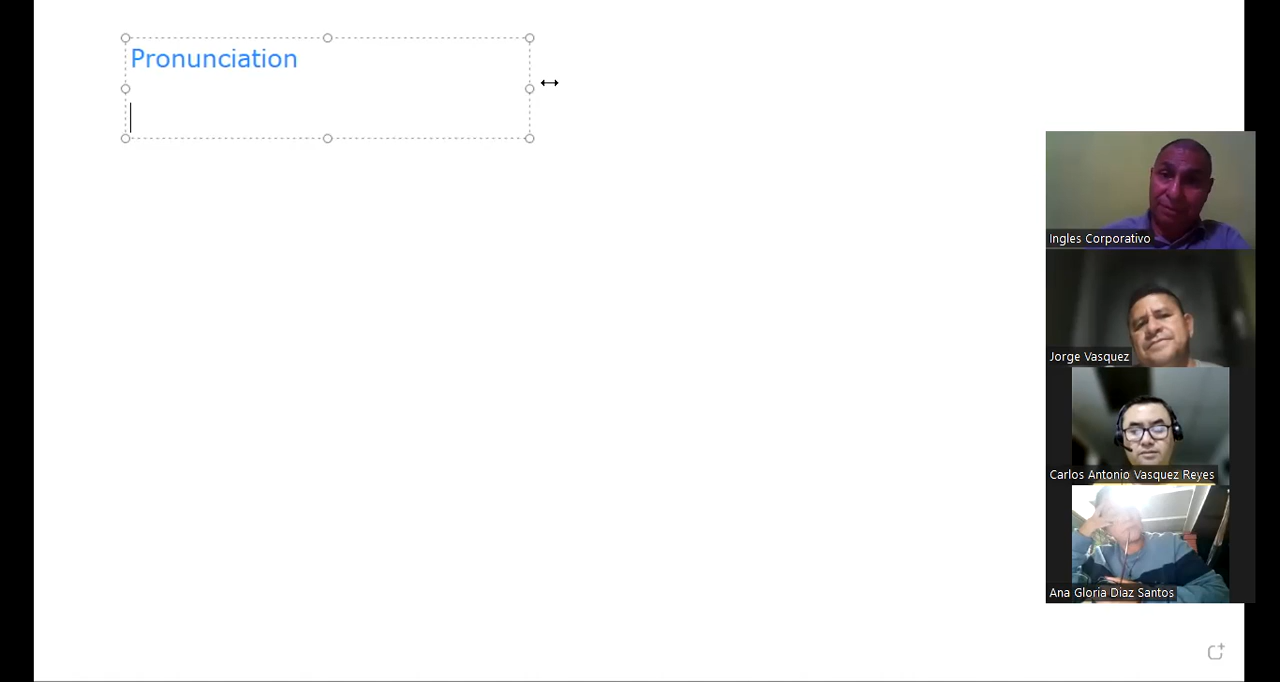 Pronunciation
Ingles Corporativo
Jorge Vasquez
Carlos Antonio Vasquez Reyes
Ana Gloria Diaz Santos